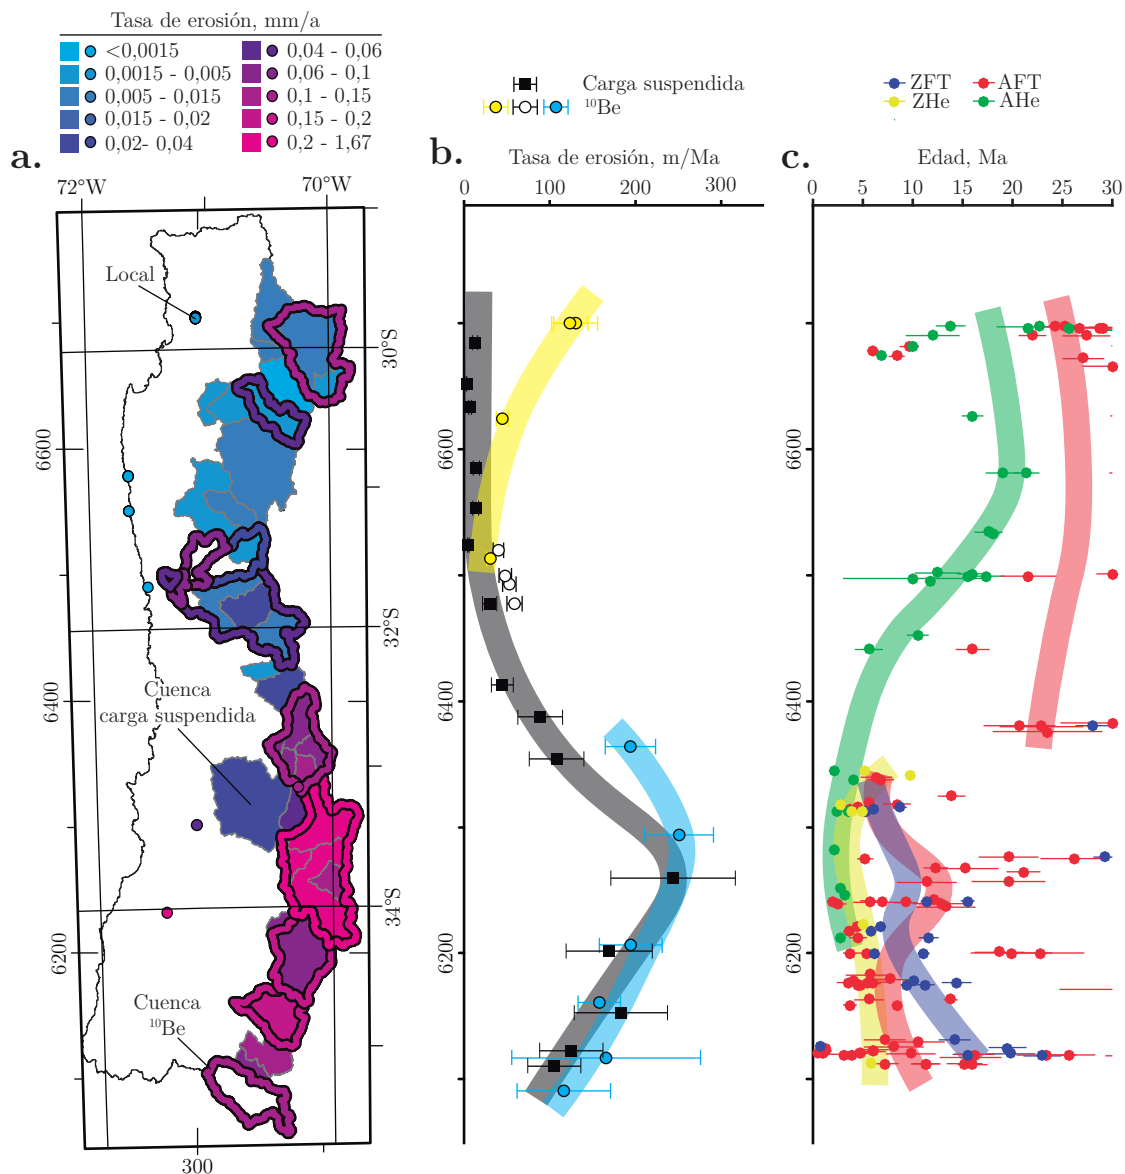 Tasa de erosión, mm/a
<0,0015
0,0015 - 0,005
0,005 - 0,015
0,015 - 0,02
0,02- 0,04
0,04 - 0,06
0,06 - 0,1
0,1 - 0,15
0,15 - 0,2
0,2 - 1,67
Carga suspendida
¹⁰Be
ZFT
AFT
ZHe
AHe
a.
72°W
70°W
Local
30°S
6600
32°S
Cuenca
carga suspendida
6400
34°S
6200
Cuenca
¹⁰Be
300
b.
Tasa de erosión, m/Ma
0 100 200 300
6600
6400
6200
c.
Edad, Ma
0 5 10 15 20 25 30
6600
6400
6200